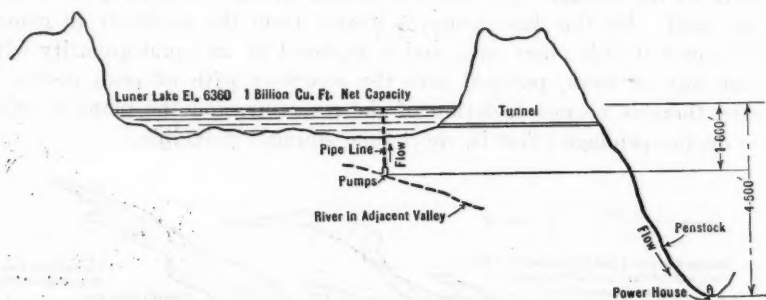 Luner Lake El. 6360 1 Billion Cu. Ft. Net Capacity
Tunnel
Pipe Line
Flow
Pumps
River in Adjacent Valley
1 600
4 500
Penstock
Flow
Power House